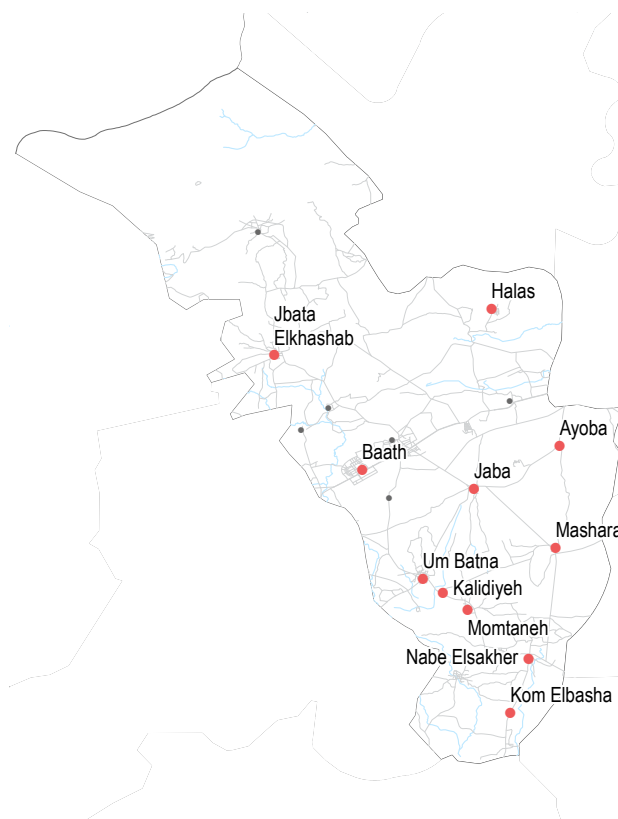 Halas
Jbata
Elkhashab
Ayoba
Baath
Jaba
Mashara
Um Batna
Kalidiyeh
Momtaneh
Nabe Elsakher
Kom Elbasha